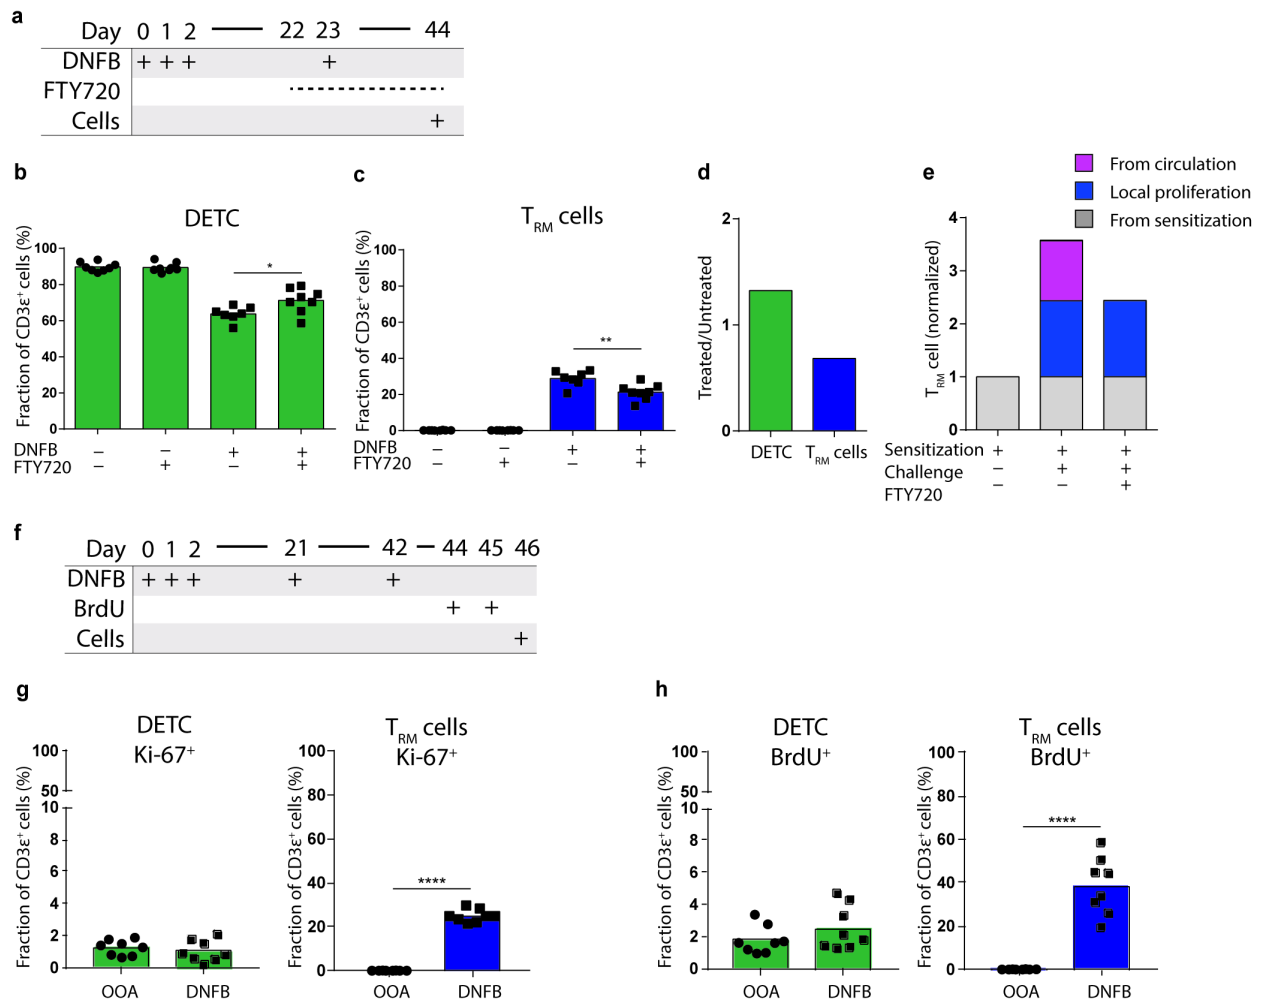 a
Day 0 1 2 22 23 44
DNFB + + + +
FTY720
Cells +
b
DETC
Fraction of CD3ε+ cells (%)
100
80
60
40
20
0
DNFB − − + +
FTY720 − + − +
*
c
TRM cells
Fraction of CD3ε+ cells (%)
100
80
60
40
20
0
DNFB − − + +
FTY720 − + − +
**
d
Treated/Untreated
2
1
0
DETC TRM cells
e
From circulation
Local proliferation
From sensitization
TRM cell (normalized)
4
3
2
1
0
Sensitization + + +
Challenge − + +
FTY720 − − +
f
Day 0 1 2 21 42 44 45 46
DNFB + + + + +
BrdU + +
Cells +
g
DETC
Ki-67+
Fraction of CD3ε+ cells (%)
100
50
10
8
6
4
2
0
OOA DNFB
TRM cells
Ki-67+
Fraction of CD3ε+ cells (%)
100
80
60
40
20
0
****
OOA DNFB
h
DETC
BrdU+
Fraction of CD3ε+ cells (%)
100
50
10
8
6
4
2
0
OOA DNFB
TRM cells
BrdU+
Fraction of CD3ε+ cells (%)
100
80
60
40
20
0
****
OOA DNFB